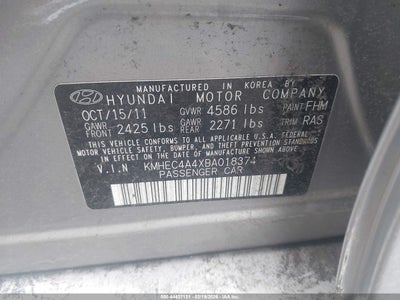 MANUFACTURED IN KOREA BY
HYUNDAI MOTOR COMPANY
OCT/15/11 GVWR 4586 lbs PAINT FHM
GAWR FRONT 2425 lbs GAWR REAR 2271 lbs TRIM RAS
THIS VEHICLE CONFORMS TO ALL APPLICABLE U.S.A. FEDERAL
MOTOR VEHICLE SAFETY, BUMPER, AND THEFT PREVENTION STANDARDS
IN EFFECT ON THE DATE OF MANUFACTURE SHOWN ABOVE.
V.I.N KMHEC4A4XBA018374
PASSENGER CAR